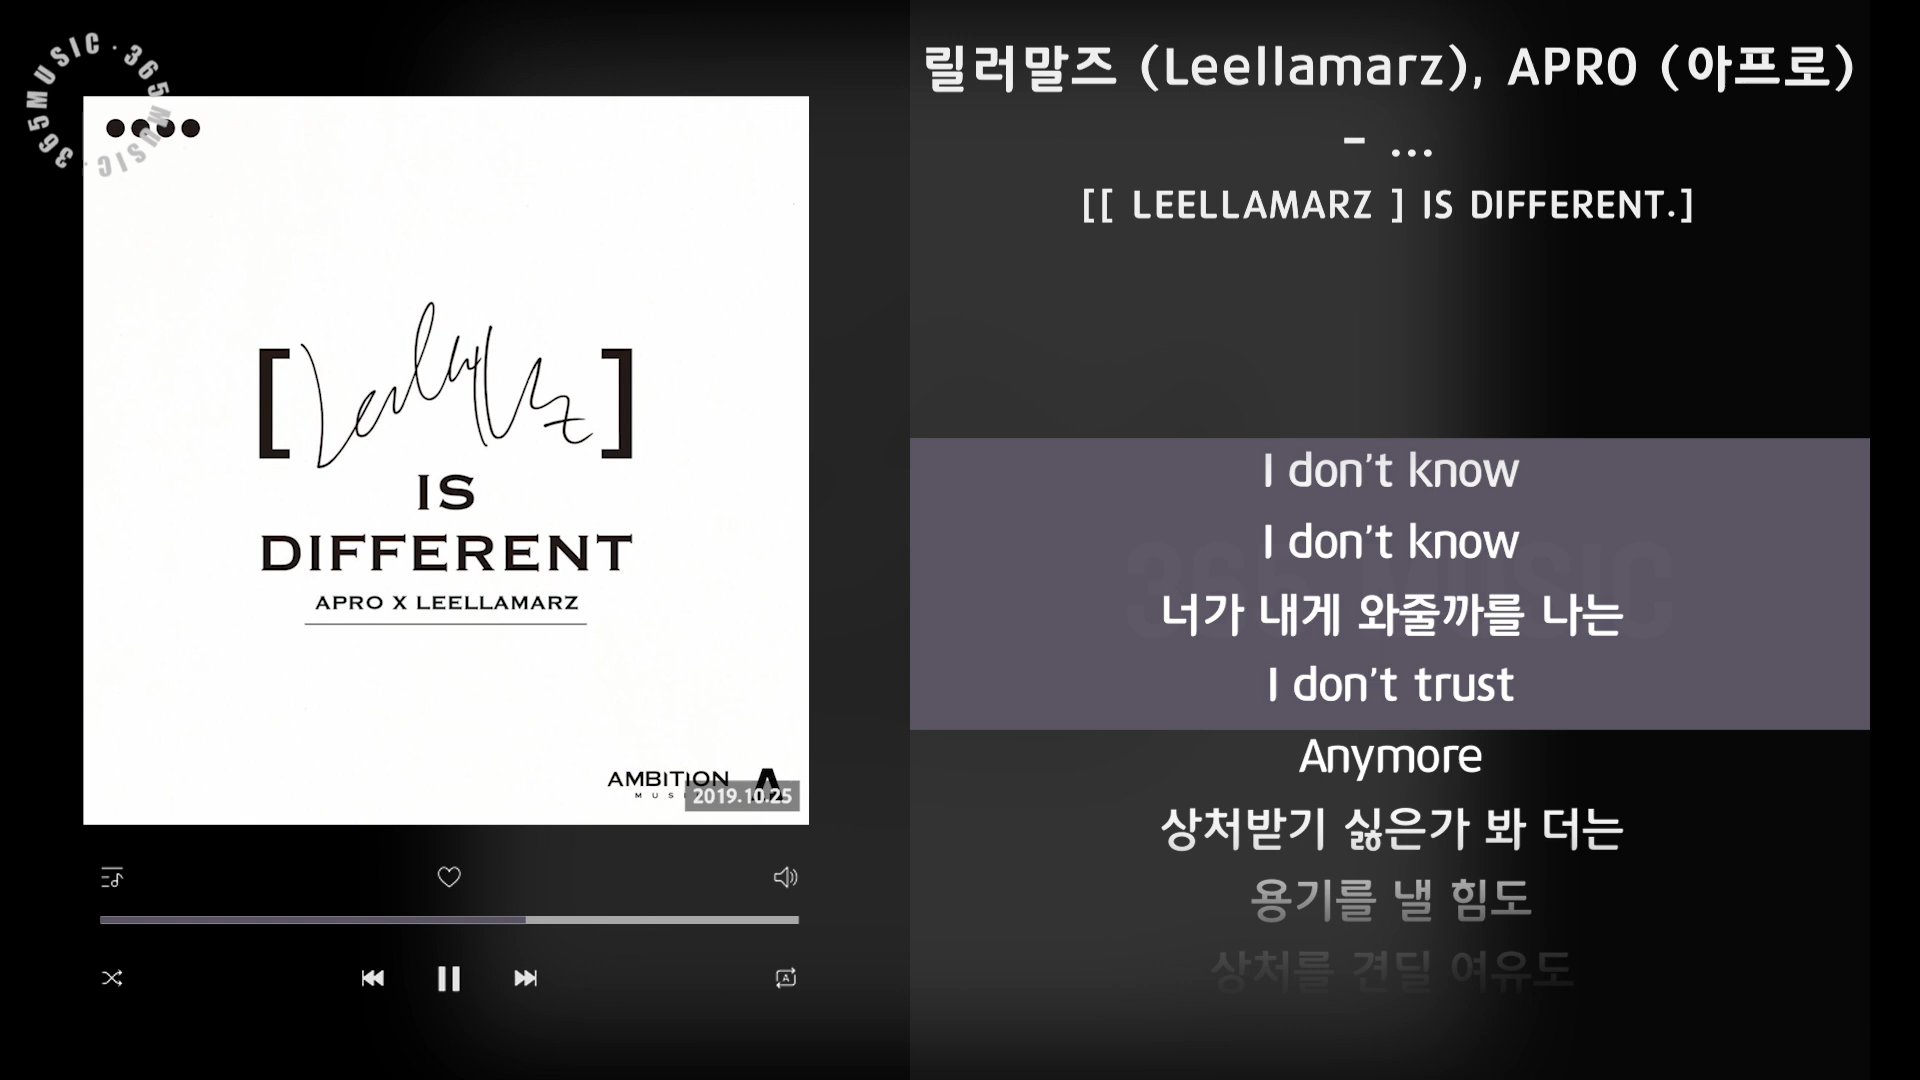 365MUSIC · 365MUSIC ·
[ Leellamarz ]
IS
DIFFERENT
APRO X LEELLAMARZ
AMBITION
2019.10.25
릴러말즈 (Leellamarz), APRO (아프로)
- ...
[[ LEELLAMARZ ] IS DIFFERENT.]
365 MUSIC
I don't know
I don't know
너가 내게 와줄까를 나는
I don't trust
Anymore
상처받기 싫은가 봐 더는
용기를 낼 힘도
상처를 견딜 여유도